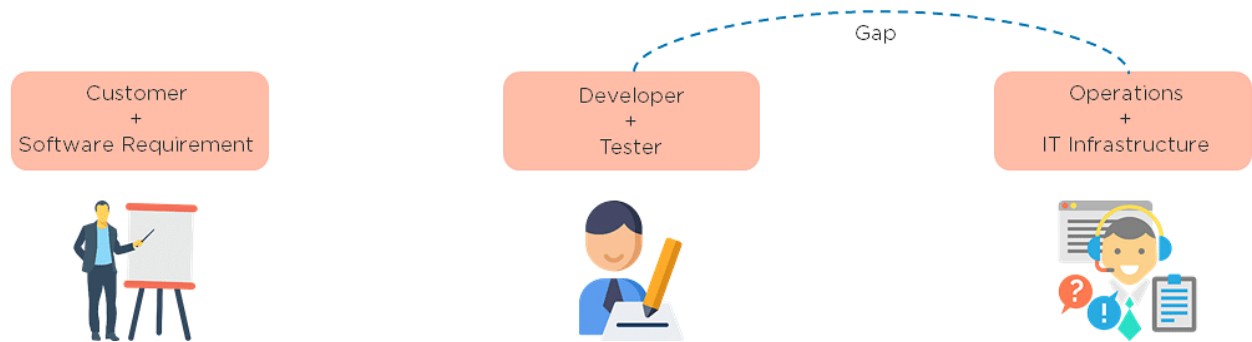 Gap
Customer
+
Software Requirement
Developer
+
Tester
Operations
+
IT Infrastructure
?
!